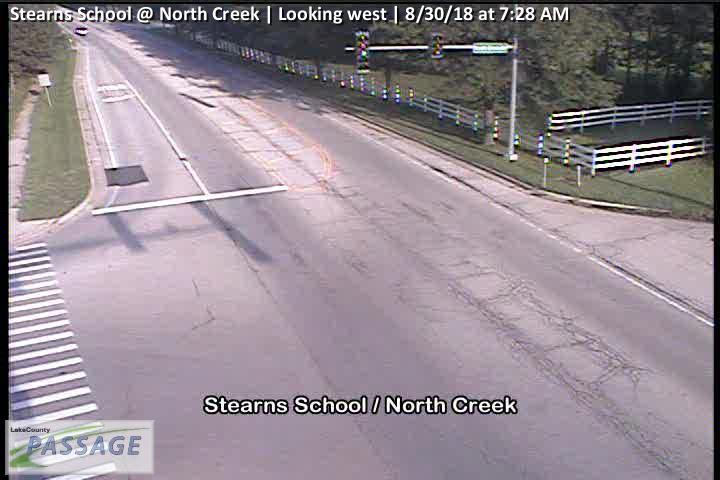 Stearns School @ North Creek | Looking west | 8/30/18 at 7:28 AM
Stearns School / North Creek
LakeCounty
PASSAGE